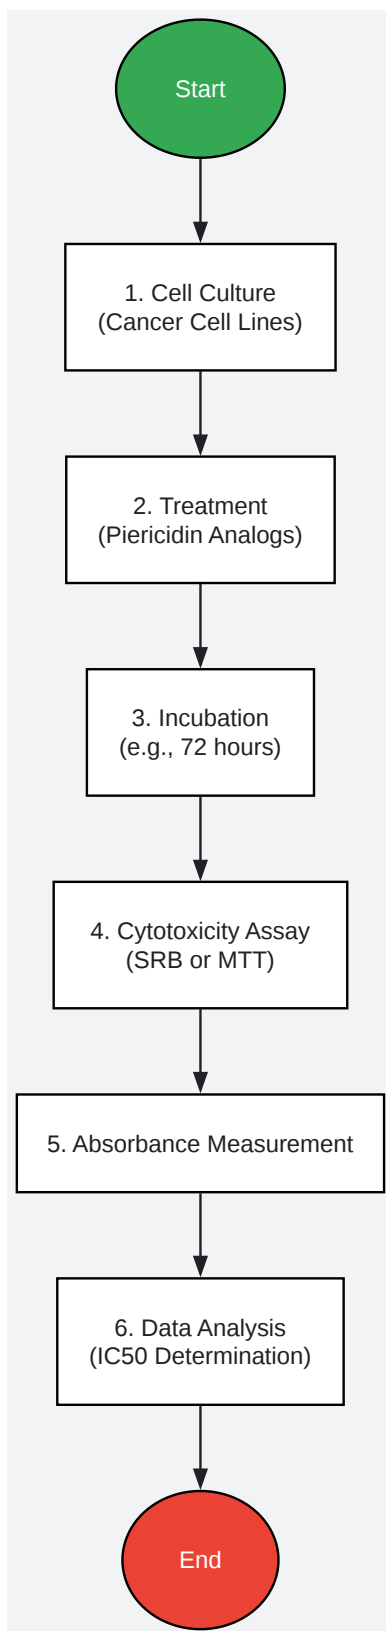 Start
1. Cell Culture
(Cancer Cell Lines)
2. Treatment
(Piericidin Analogs)
3. Incubation
(e.g., 72 hours)
4. Cytotoxicity Assay
(SRB or MTT)
5. Absorbance Measurement
6. Data Analysis
(IC50 Determination)
End